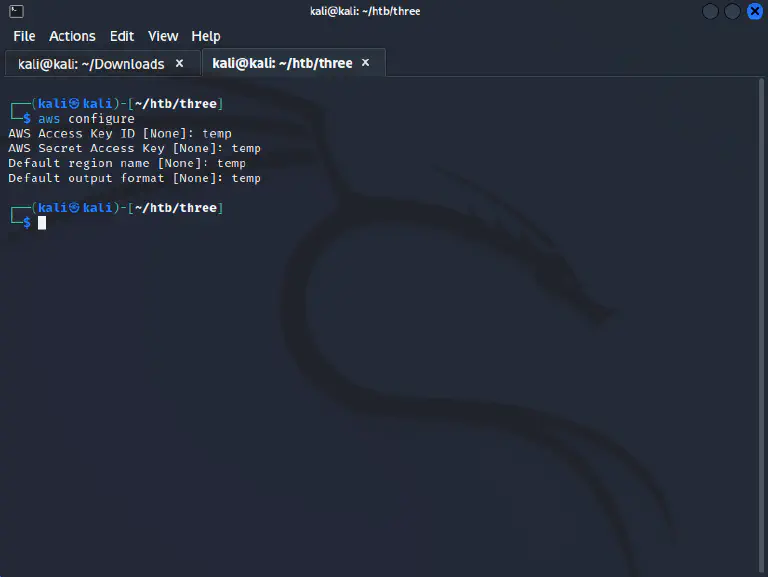 kali@kali: ~/htb/three
File Actions Edit View Help
kali@kali: ~/Downloads × kali@kali: ~/htb/three ×
┌──(kali㉿kali)-[~/htb/three]
└─$ aws configure
AWS Access Key ID [None]: temp
AWS Secret Access Key [None]: temp
Default region name [None]: temp
Default output format [None]: temp
┌──(kali㉿kali)-[~/htb/three]
└─$